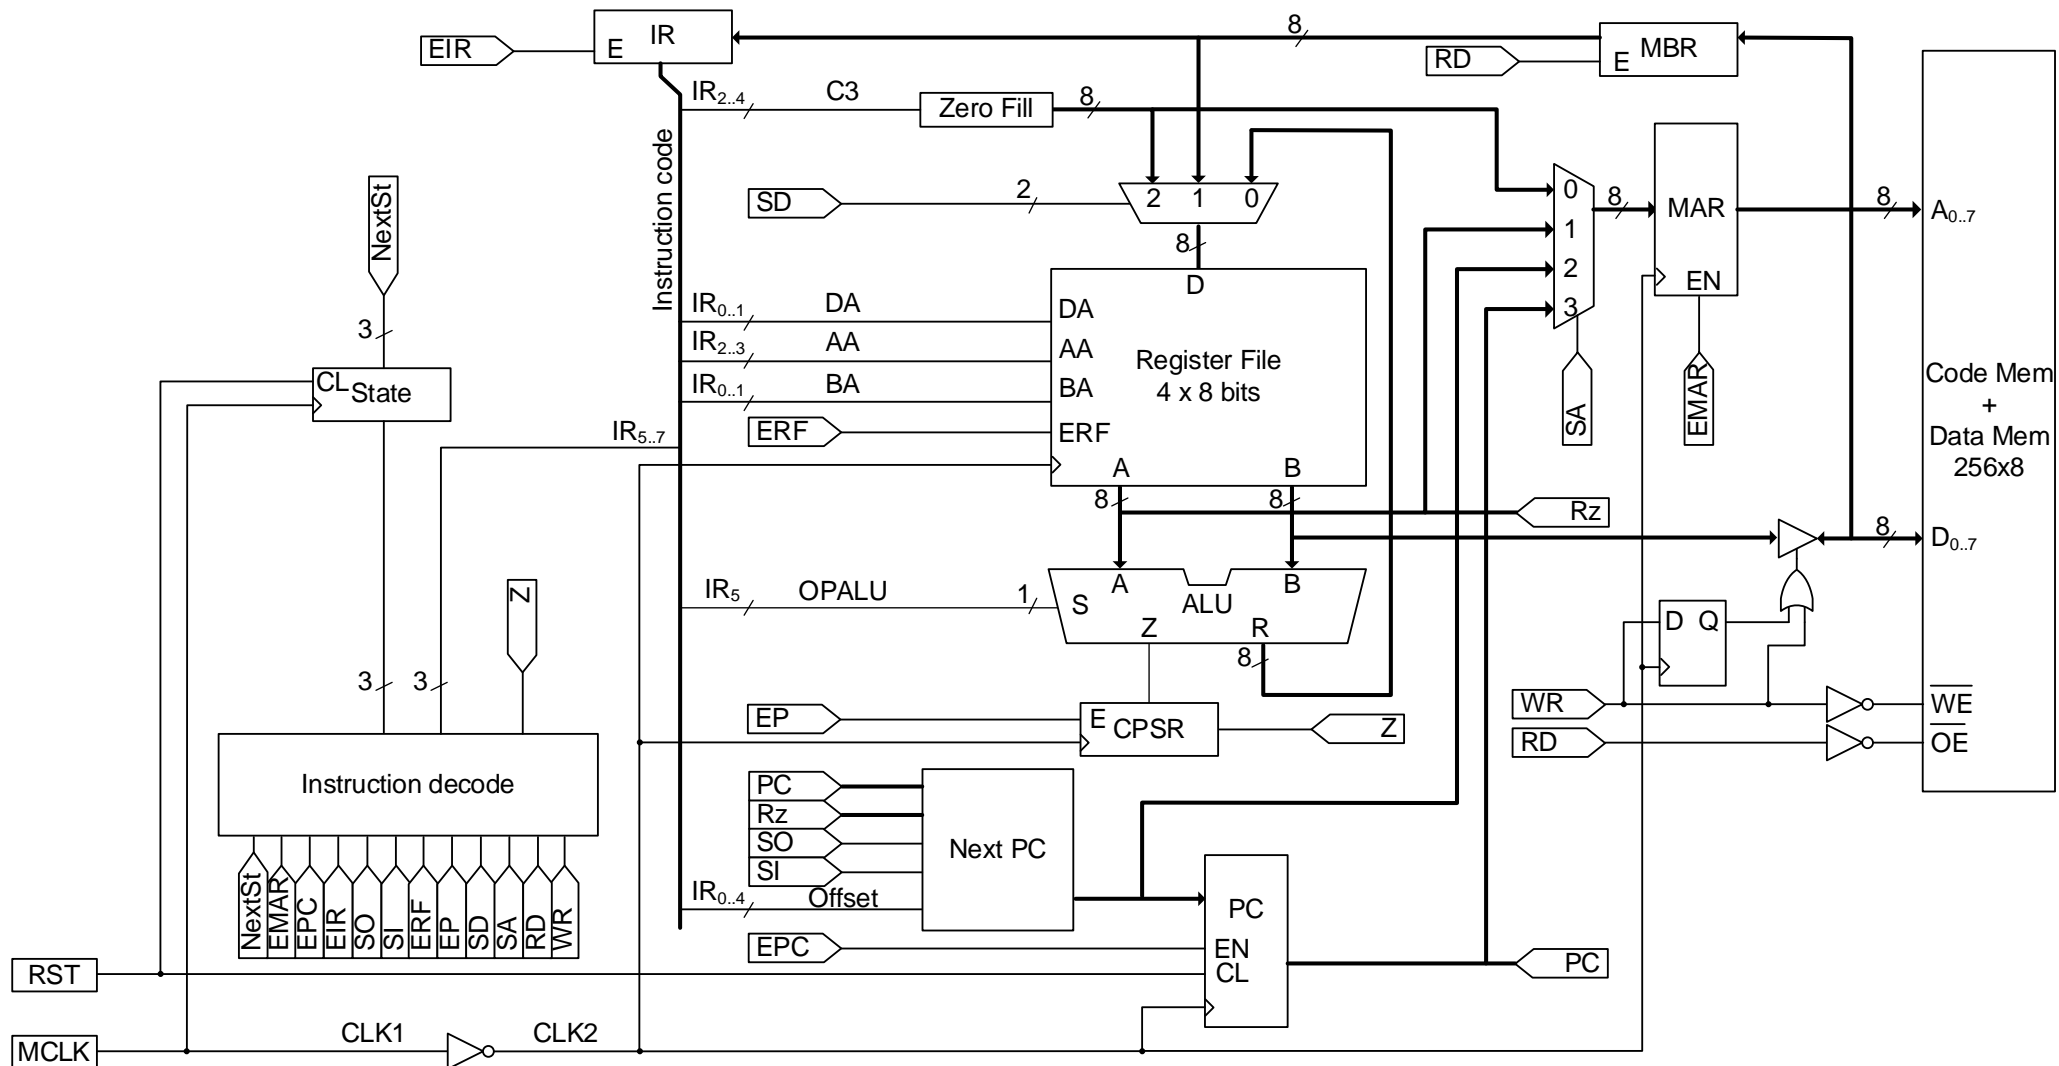 IR
E
EIR
8
MBR
E
RD
IR2..4
C3
Zero Fill
8
Instruction code
SD
2
2 1 0
8
NextSt
3
CL
State
D
IR0..1
DA
DA
IR2..3
AA
AA
IR0..1
BA
BA
ERF
ERF
Register File
4 x 8 bits
A
B
8
8
IR5..7
0
1
2
3
SA
8
MAR
EN
EMAR
8
A0..7
Code Mem
+
Data Mem
256x8
D0..7
8
Rz
Z
IR5
OPALU
1
S
A
ALU
B
Z
R
8
D Q
3
3
EP
E
CPSR
Z
WR
WE
RD
OE
Instruction decode
NextSt
EMAR
EPC
EIR
SO
SI
ERF
EP
SD
SA
RD
WR
PC
Rz
SO
SI
Next PC
IR0..4
Offset
EPC
PC
EN
CL
PC
RST
MCLK
CLK1
CLK2